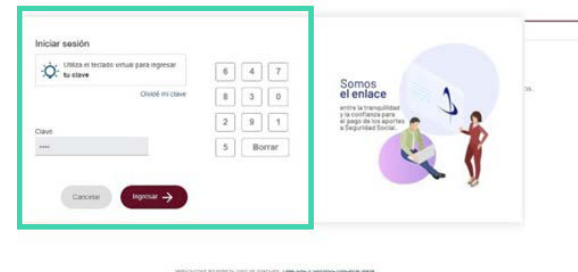 Iniciar sesión
Utiliza el teclado virtual para ingresar
tu clave
Olvidé mi clave
Clave
****
6 4 7
8 3 0
2 9 1
5 Borrar
Cancelar
Ingresar →
Somos
el enlace
entre la tranquilidad
y la confianza para
el pago de los aportes
a Seguridad Social.
os.